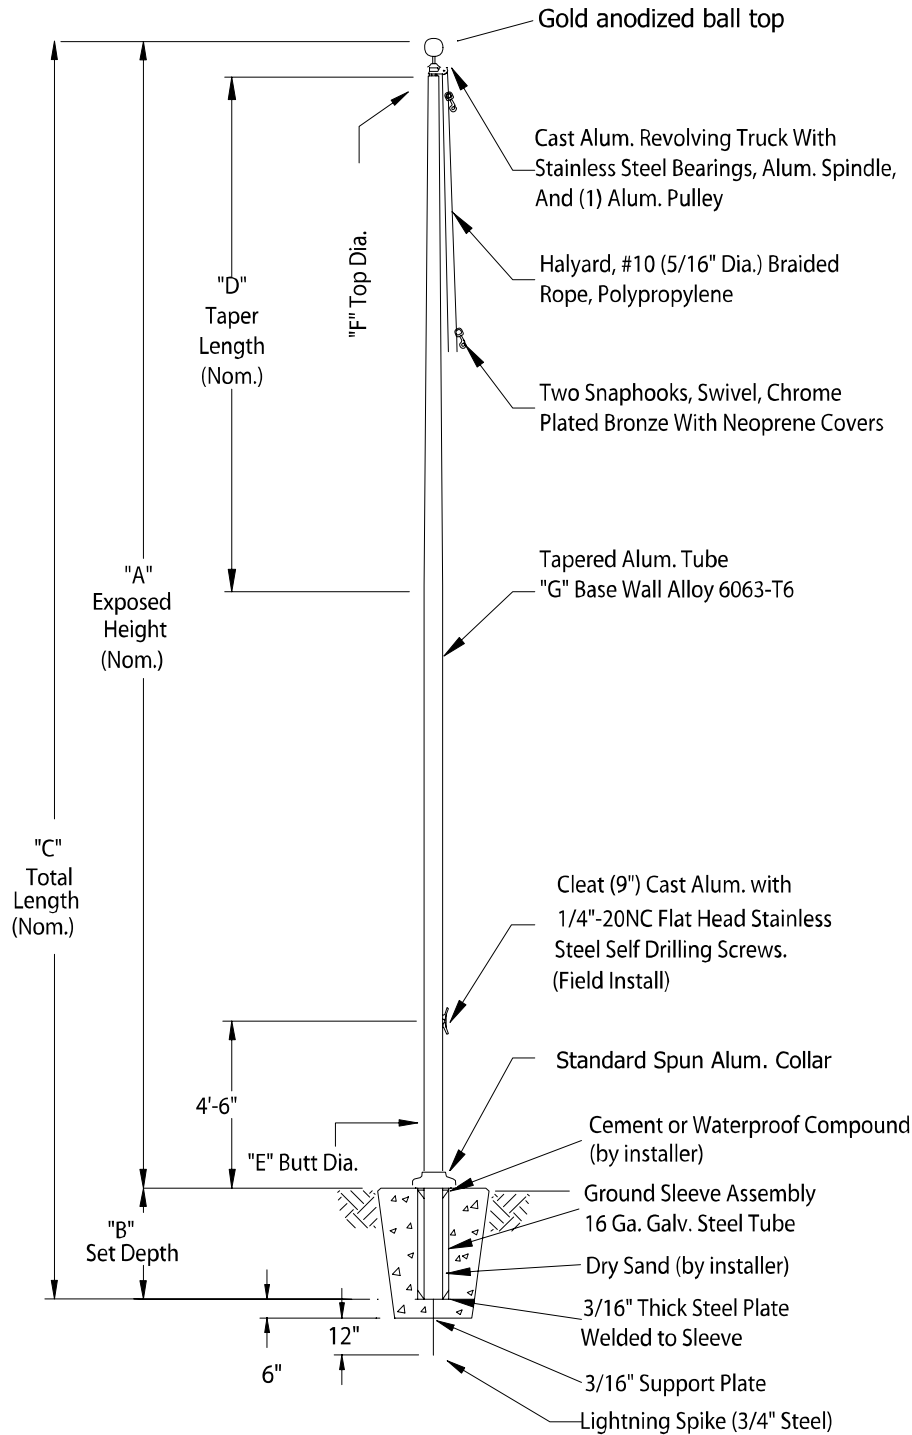 Gold anodized ball top
Cast Alum. Revolving Truck With
Stainless Steel Bearings, Alum. Spindle,
And (1) Alum. Pulley
"F" Top Dia.
Halyard, #10 (5/16" Dia.) Braided
Rope, Polypropylene
"D"
Taper
Length
(Nom.)
Two Snaphooks, Swivel, Chrome
Plated Bronze With Neoprene Covers
Tapered Alum. Tube
"G" Base Wall Alloy 6063-T6
"A"
Exposed
Height
(Nom.)
"C"
Total
Length
(Nom.)
Cleat (9") Cast Alum. with
1/4"-20NC Flat Head Stainless
Steel Self Drilling Screws.
(Field Install)
Standard Spun Alum. Collar
4'-6"
"E" Butt Dia.
Cement or Waterproof Compound
(by installer)
Ground Sleeve Assembly
16 Ga. Galv. Steel Tube
"B"
Set Depth
Dry Sand (by installer)
3/16" Thick Steel Plate
Welded to Sleeve
12"
6"
3/16" Support Plate
Lightning Spike (3/4" Steel)